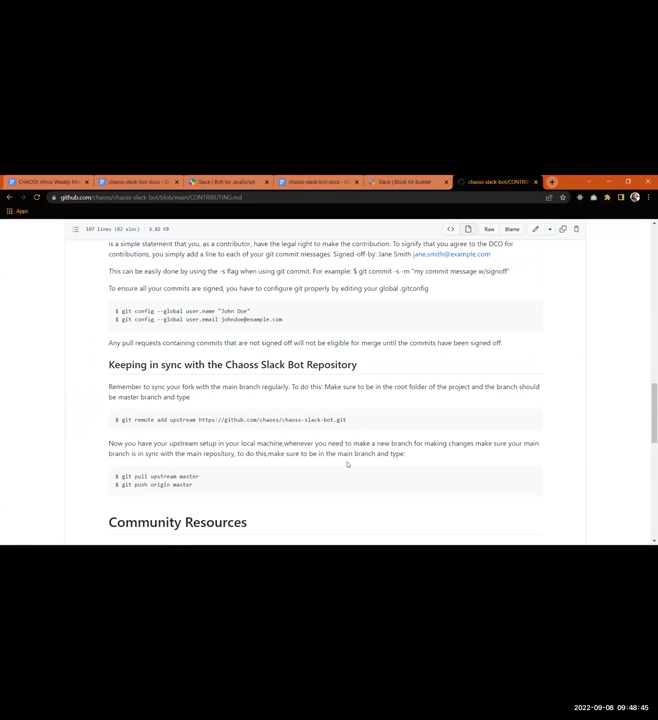 CHAOSS Africa Weekly Me
chaoss-slack-bot-docs - G
Slack | Bolt for JavaScript
chaoss-slack-bot-docs - G
Slack | Block Kit Builder
chaoss-slack-bot/CONTRIB
github.com/chaoss/chaoss-slack-bot/blob/main/CONTRIBUTING.md
Apps
107 lines (82 sloc) | 6.82 KB
Raw
Blame
is a simple statement that you, as a contributor, have the legal right to make the contribution. To signify that you agree to the DCO for
contributions, you simply add a line to each of your git commit messages: Signed-off-by: Jane Smith jane.smith@example.com
This can be easily done by using the -s flag when using git commit. For example: $ git commit -s -m "my commit message w/signoff"
To ensure all your commits are signed, you have to configure git properly by editing your global .gitconfig
$ git config --global user.name "John Doe"
$ git config --global user.email johndoe@example.com
Any pull requests containing commits that are not signed off will not be eligible for merge until the commits have been signed off.
Keeping in sync with the Chaoss Slack Bot Repository
Remember to sync your fork with the main branch regularly. To do this: Make sure to be in the root folder of the project and the branch should
be master branch and type
$ git remote add upstream https://github.com/chaoss/chaoss-slack-bot.git
Now you have your upstream setup in your local machine,whenever you need to make a new branch for making changes make sure your main
branch is in sync with the main repository, to do this,make sure to be in the main branch and type:
$ git pull upstream master
$ git push origin master
Community Resources
2022-09-08 09:48:45